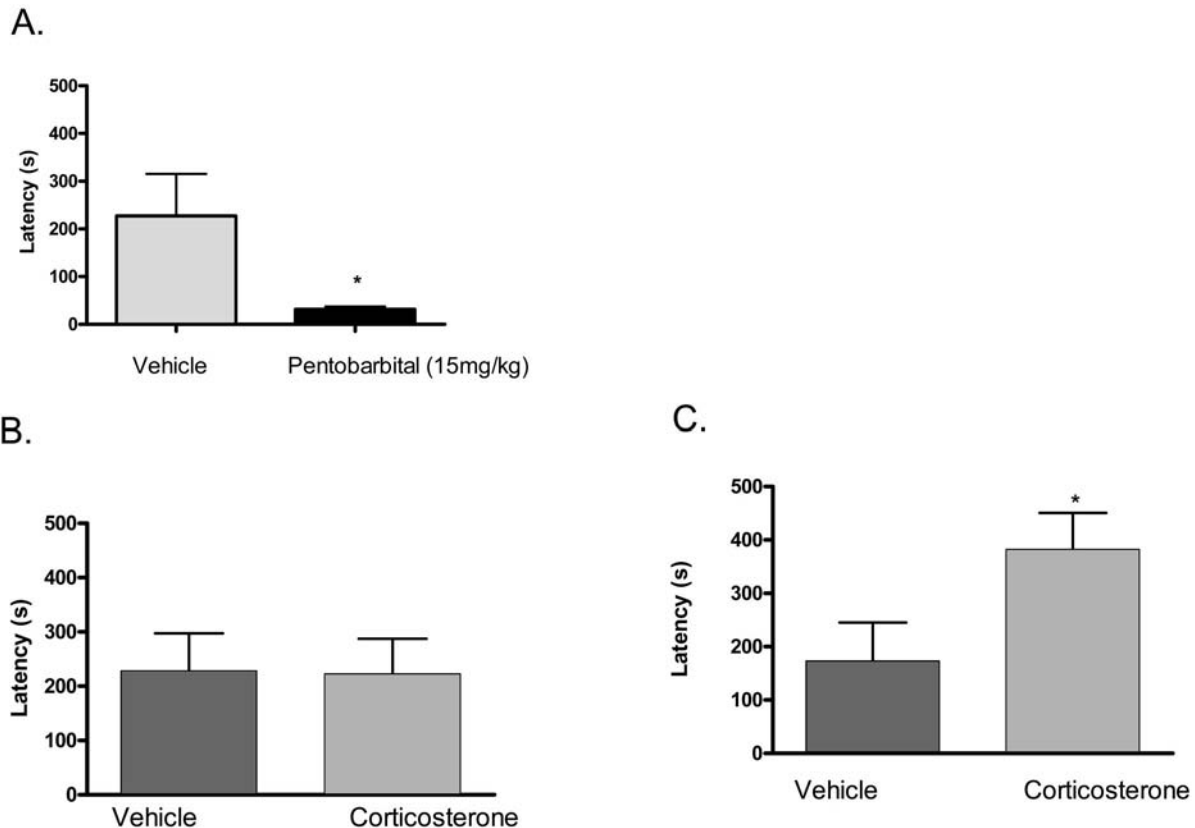 A.
500
400
300
200
100
0
Latency (s)
*
Vehicle Pentobarbital (15mg/kg)
B.
500
400
300
200
100
0
Latency (s)
Vehicle Corticosterone
C.
500
400
300
200
100
0
Latency (s)
*
Vehicle Corticosterone